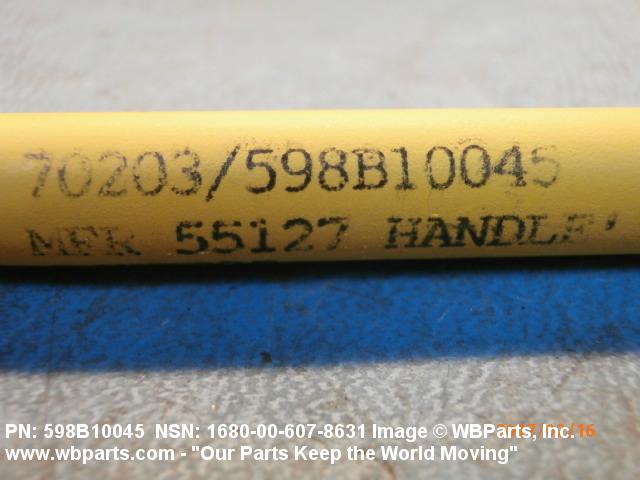 70203/598B10045
MFR 55127 HANDLE'
PN: 598B10045 NSN: 1680-00-607-8631 Image © WBParts, Inc.
www.wbparts.com - "Our Parts Keep the World Moving"